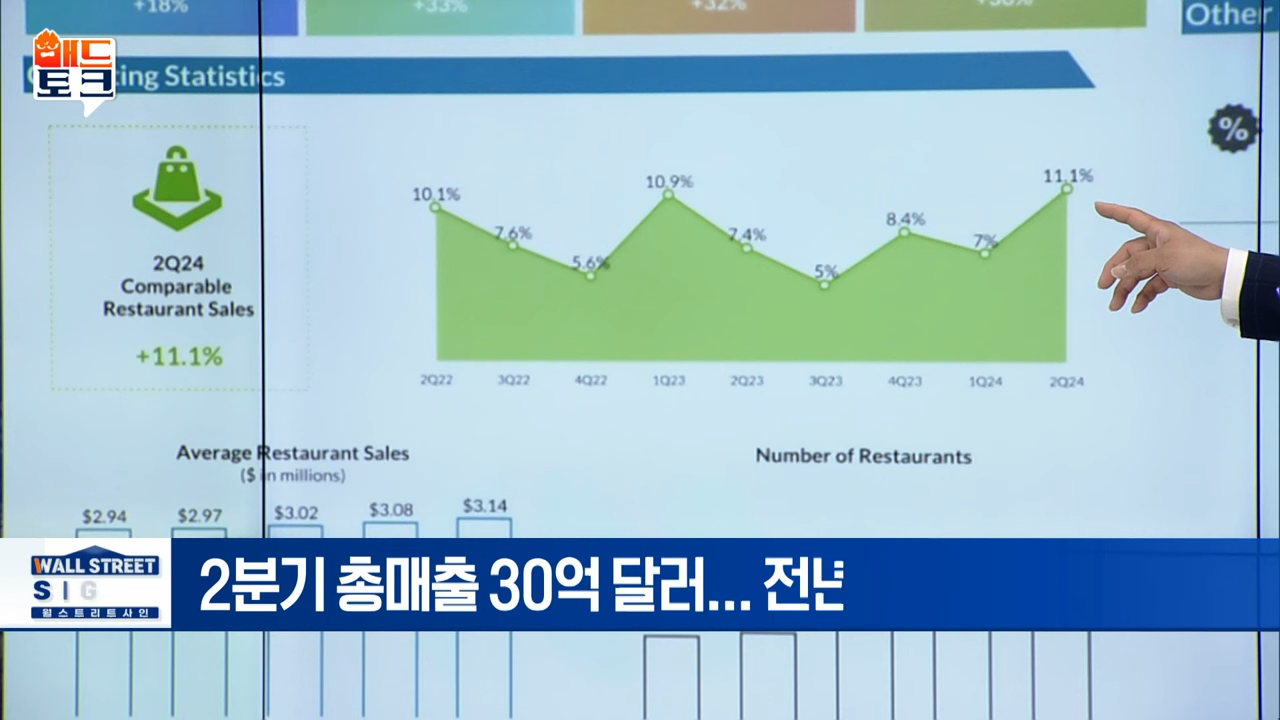 +18%
+33%
+32%
Other
매드
토크
ting Statistics
%
2Q24
Comparable
Restaurant Sales
+11.1%
10.1%
7.6%
5.6%
10.9%
7.4%
5%
8.4%
7%
11.1%
2Q22
3Q22
4Q22
1Q23
2Q23
3Q23
4Q23
1Q24
2Q24
Average Restaurant Sales
($ in millions)
Number of Restaurants
$2.94
$2.97
$3.02
$3.08
$3.14
WALL STREET
SIG
월스트리트사인
2분기 총매출 30억 달러... 전년